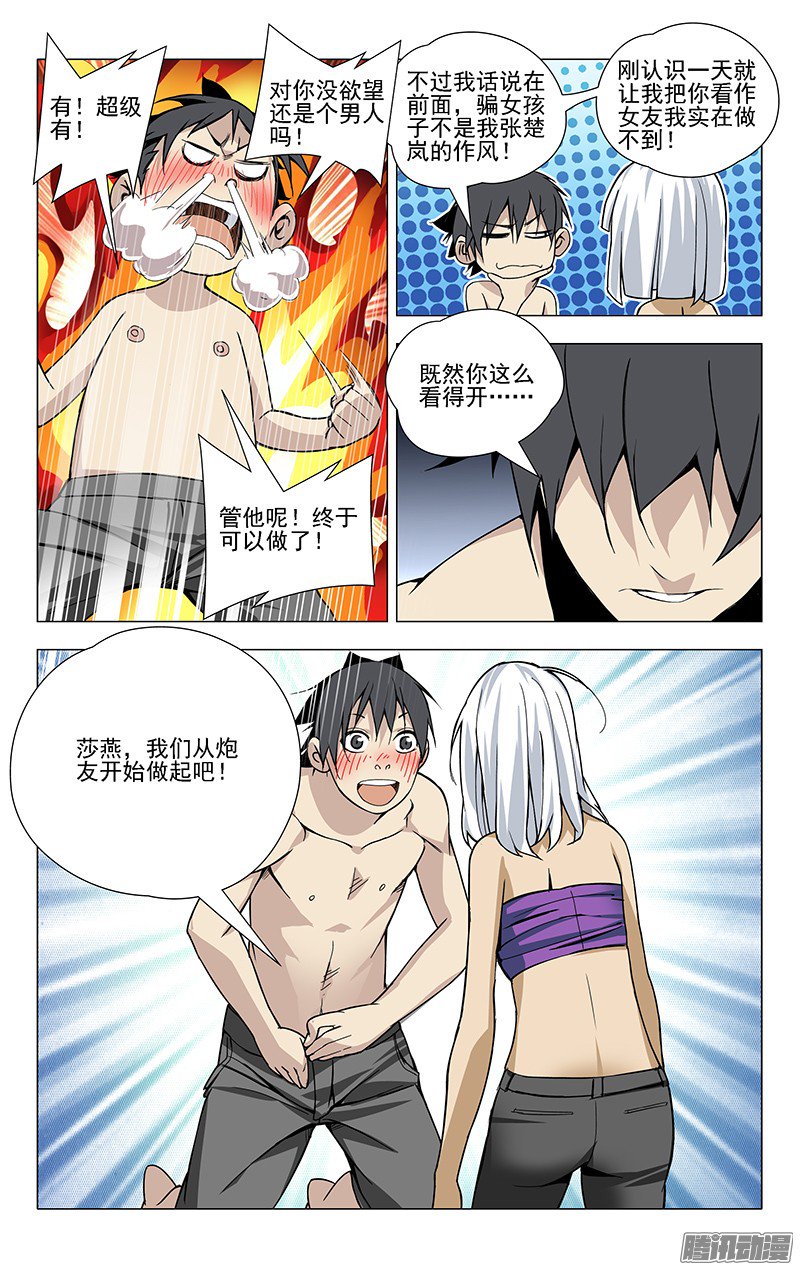 有！超级
有！
对你没欲望
还是个男人
吗！
管他呢！终于
可以做了！
不过我话说在
前面，骗女孩
子不是我张楚
岚的作风！
刚认识一天就
让我把你看作
女友我实在做
不到！
既然你这么
看得开……
莎燕，我们从炮
友开始做起吧！
腾讯动漫